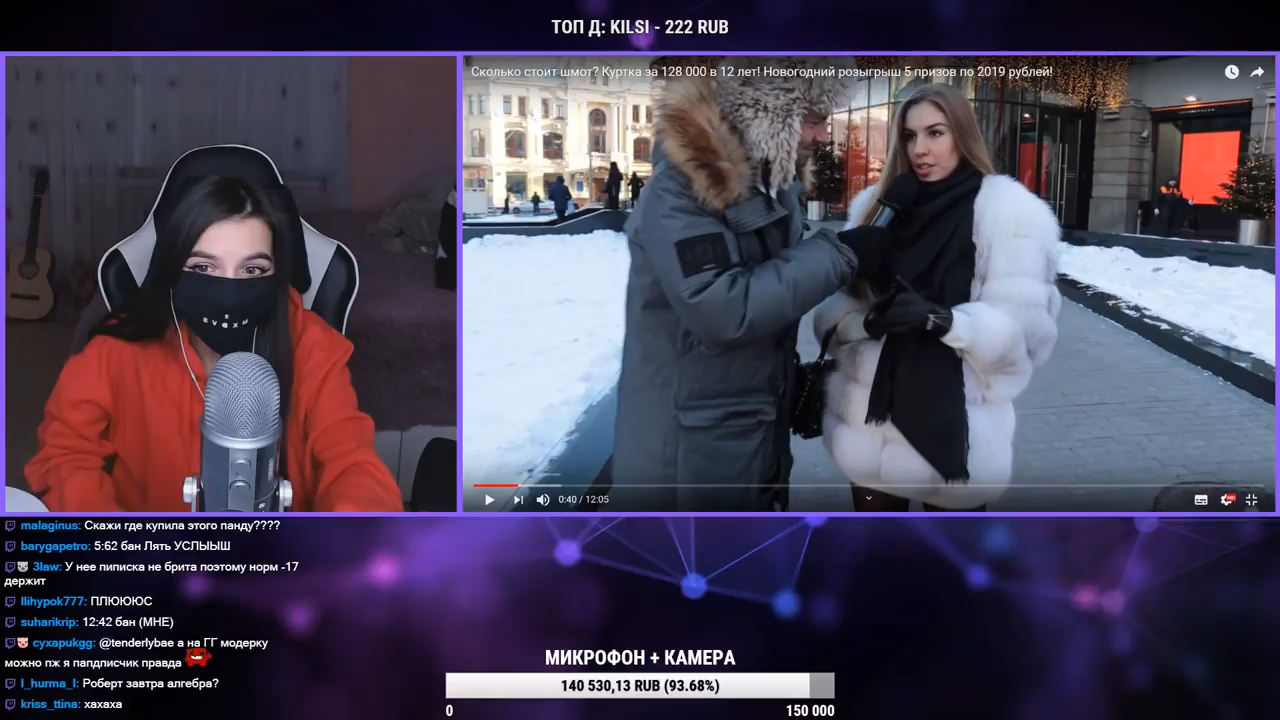 ТОП Д: KILSI - 222 RUB
Сколько стоит шмот? Куртка за 128 000 в 12 лет! Новогодний розыгрыш 5 призов по 2019 рублей!
0:40 / 12:05
HD
malaginus: Скажи где купила этого панду????
barygapetro: 5:62 бан Лять УСЛЫЫШ
3law: У нее пиписка не брита поэтому норм -17
держит
llihypok777: ПЛЮЮЮС
suharikrip: 12:42 бан (МНЕ)
cyxapukgg: @tenderlybae а на ГГ модерку
можно пж я папдписчик правда
l_hurma_l: Роберт завтра алгебра?
kriss_ttina: хахаха
МИКРОФОН + КАМЕРА
140 530,13 RUB (93.68%)
0
150 000